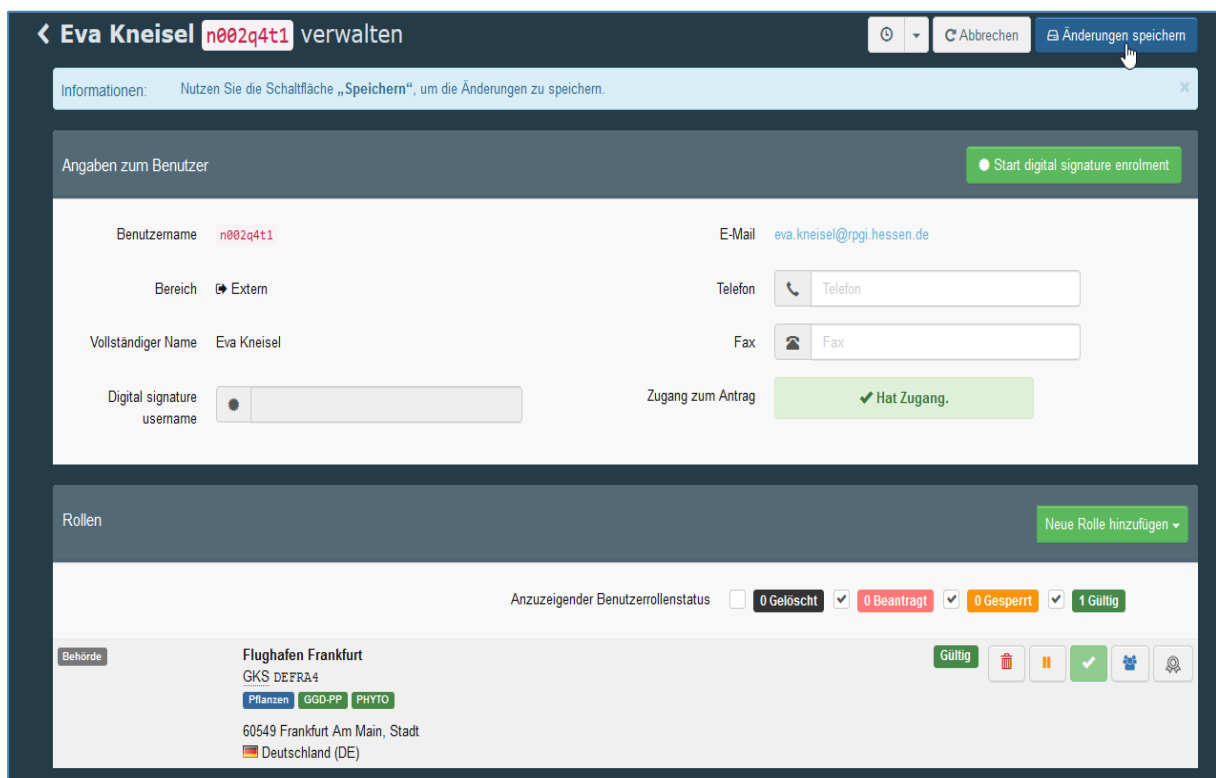 Eva Kneisel n002q4t1 verwalten
Abbrechen
Änderungen speichern
Informationen: Nutzen Sie die Schaltfläche „Speichern“, um die Änderungen zu speichern.
×
Angaben zum Benutzer
Start digital signature enrolment
Benutzername n002q4t1
E-Mail eva.kneisel@rpgi.hessen.de
Bereich Extern
Telefon Telefon
Vollständiger Name Eva Kneisel
Fax Fax
Digital signature
username
Zugang zum Antrag Hat Zugang.
Rollen
Neue Rolle hinzufügen
Anzuzeigender Benutzerrollenstatus 0 Gelöscht 0 Beantragt 0 Gesperrt 1 Gültig
Behörde
Flughafen Frankfurt
Gültig
GKS DEFRA4
Pflanzen GGD-PP PHYTO
60549 Frankfurt Am Main, Stadt
Deutschland (DE)